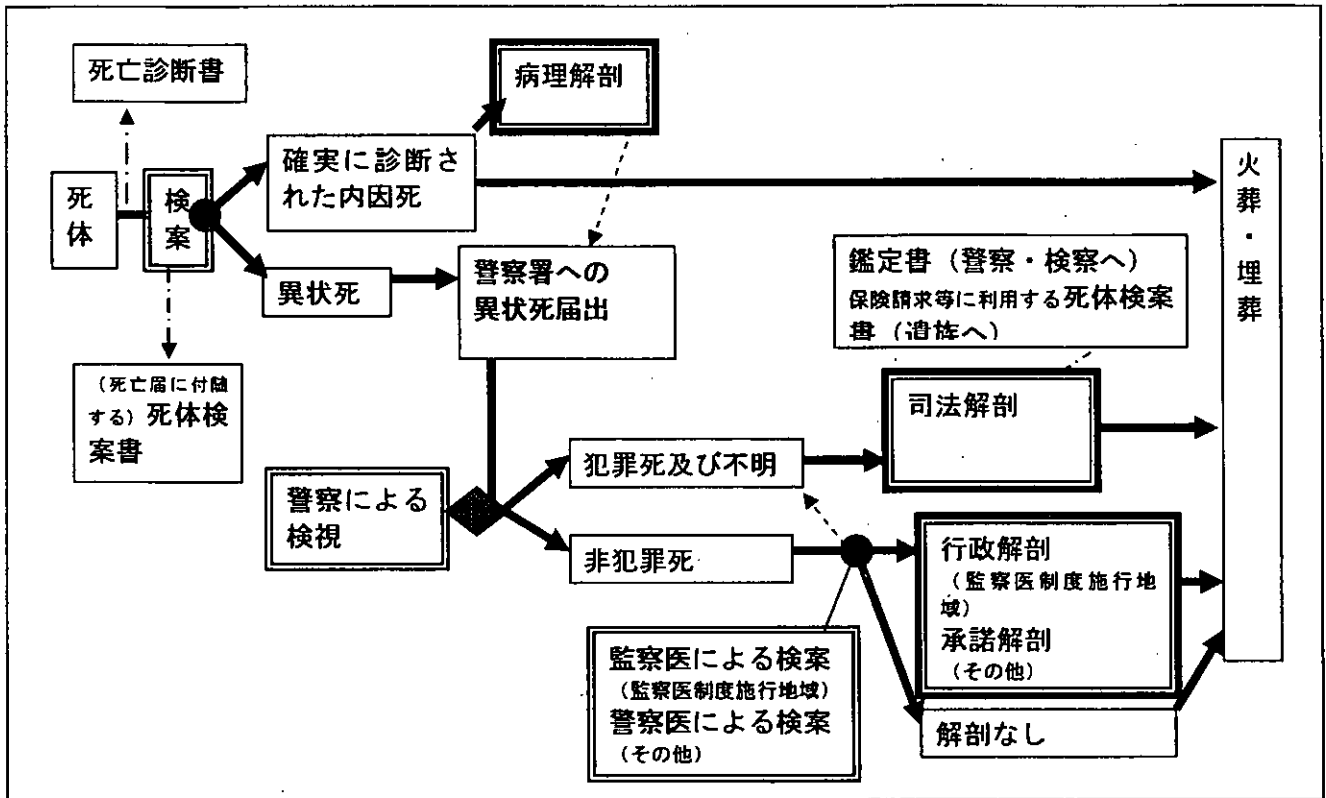 死亡診断書
病理解剖
確実に診断さ
れた内因死
死
体
検
案
異状死
警察署への
異状死届出
鑑定書（警察・検察へ）
保険請求等に利用する死体検案
書（遺族へ）
火
葬
・
埋
葬
（死亡届に付随
する）死体検
案書
司法解剖
犯罪死及び不明
警察による
検視
非犯罪死
行政解剖
（監察医制度施行地
域）
承諾解剖
（その他）
監察医による検案
（監察医制度施行地域）
警察医による検案
（その他）
解剖なし